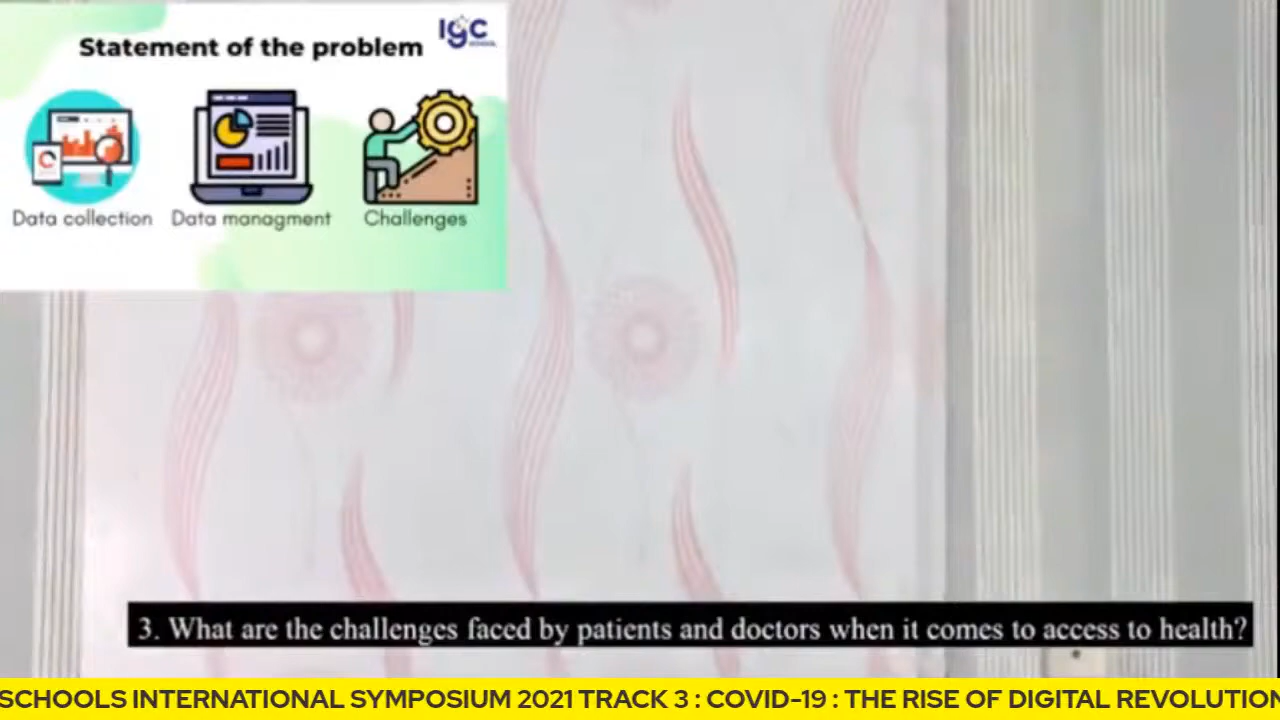 Statement of the problem
IGC
SCHOOL
Data collection
Data managment
Challenges
3. What are the challenges faced by patients and doctors when it comes to access to health?
SCHOOLS INTERNATIONAL SYMPOSIUM 2021 TRACK 3 : COVID-19 : THE RISE OF DIGITAL REVOLUTION